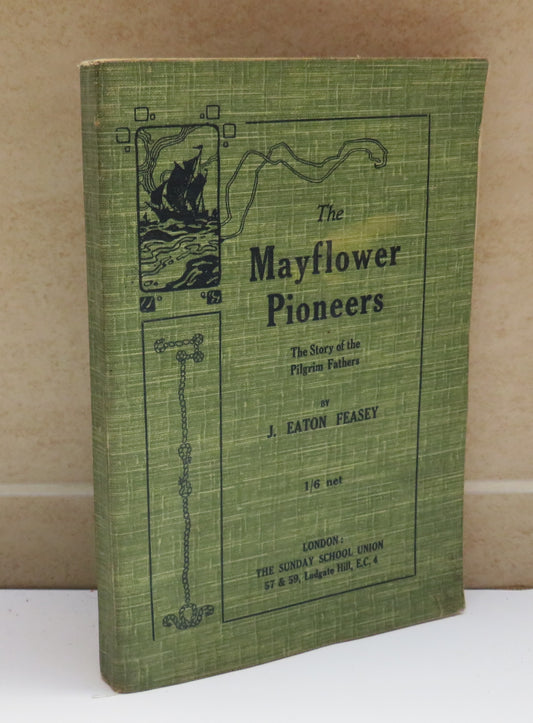 The
Mayflower
Pioneers
The Story of the
Pilgrim Fathers
BY
J. EATON FEASEY
1/6 net
LONDON:
THE SUNDAY SCHOOL UNION
57 & 59, Ludgate Hill, E.C. 4